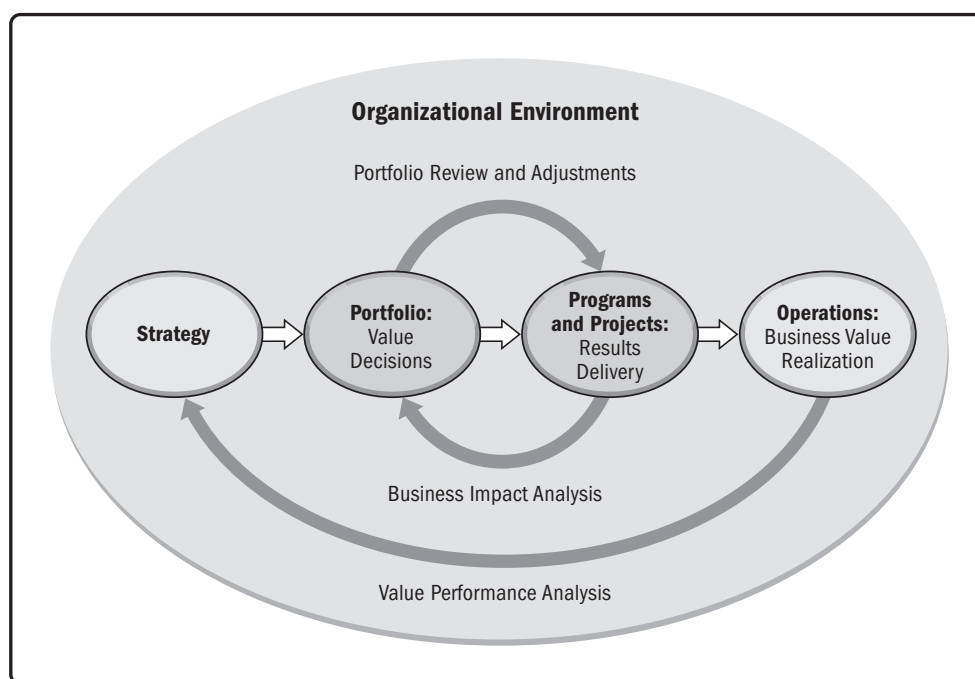 Organizational Environment
Portfolio Review and Adjustments
Strategy
Portfolio:
Value
Decisions
Programs
and Projects:
Results
Delivery
Operations:
Business Value
Realization
Business Impact Analysis
Value Performance Analysis